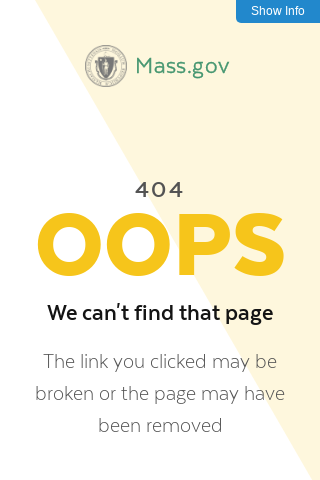 Show Info
Mass.gov
404
OOPS
We can't find that page
The link you clicked may be
broken or the page may have
been removed